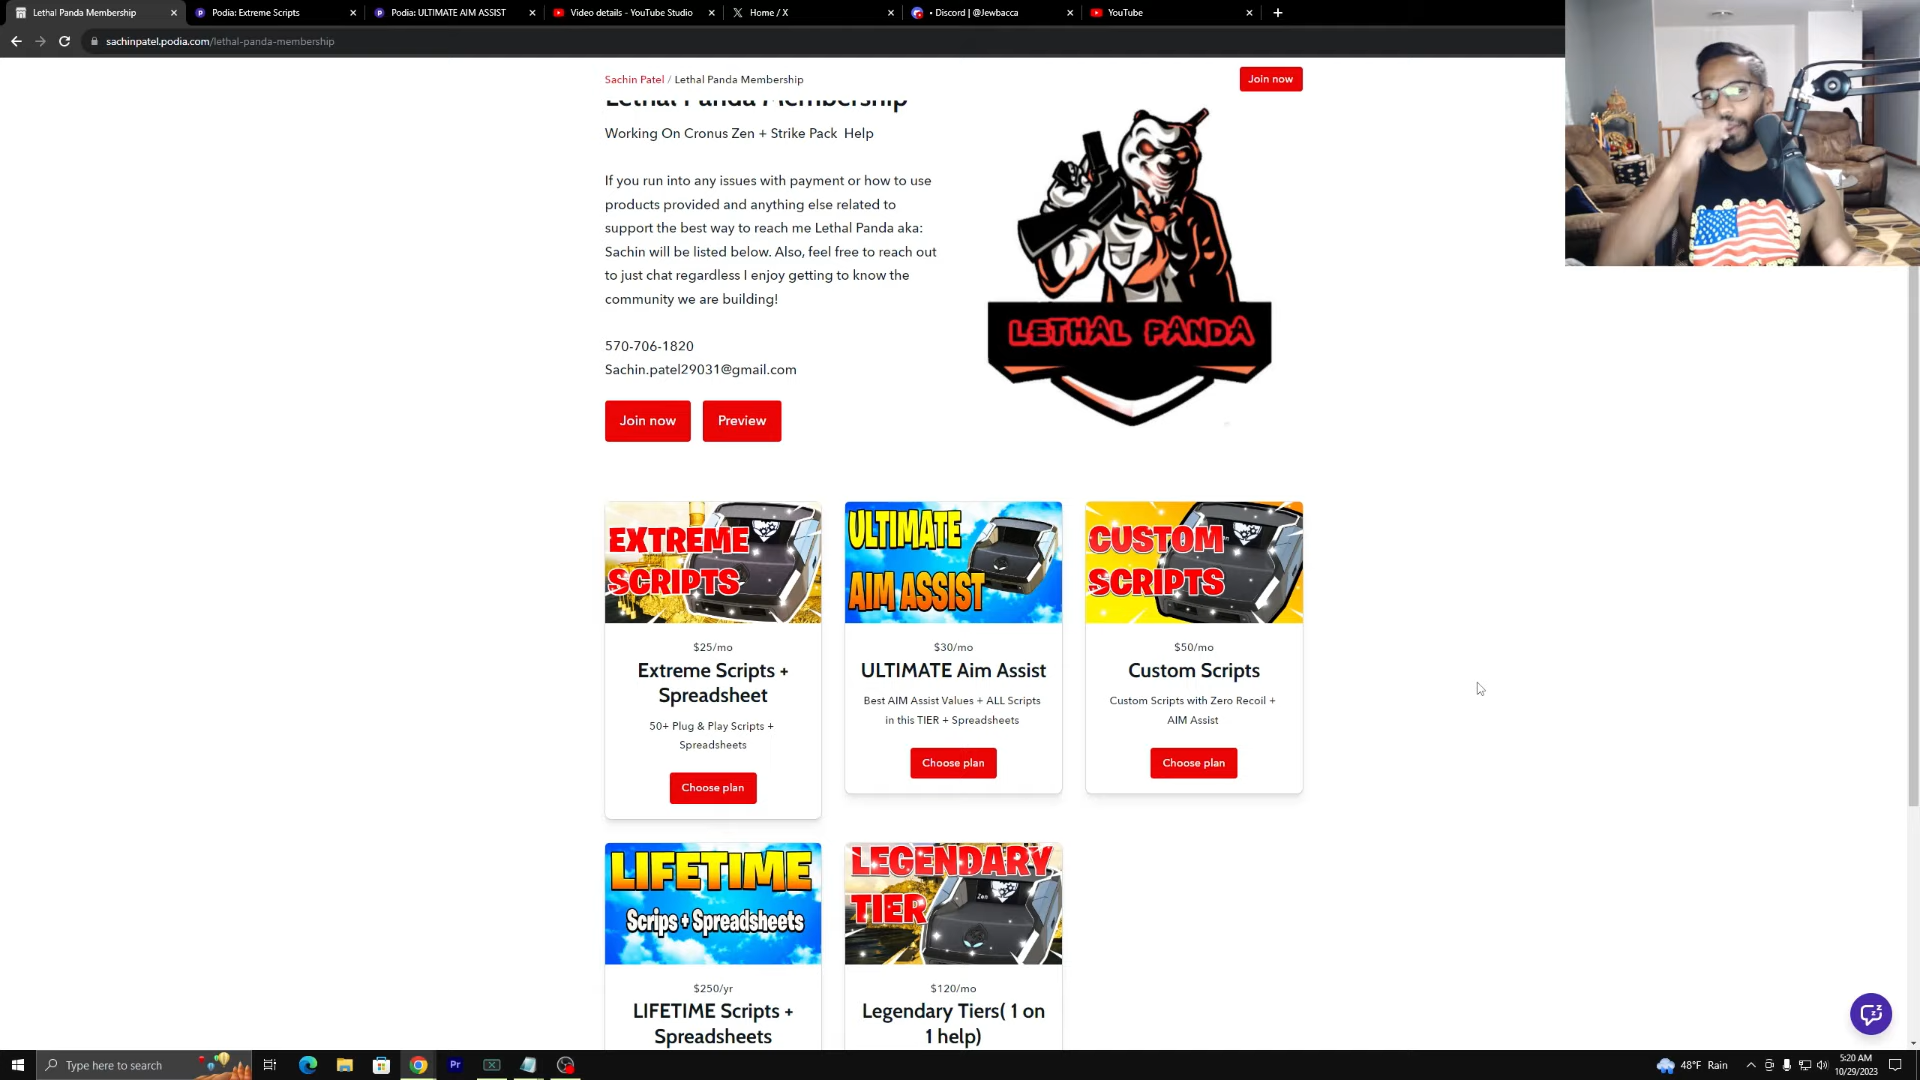 Lethal Panda Membership
Podia: Extreme Scripts
Podia: ULTIMATE AIM ASSIST
Video details - YouTube Studio
Home / X
• Discord | @Jewbacca
YouTube
sachinpatel.podia.com/lethal-panda-membership
Sachin Patel / Lethal Panda Membership
Join now
Lethal Panda Membership
Working On Cronus Zen + Strike Pack Help
If you run into any issues with payment or how to use
products provided and anything else related to
support the best way to reach me Lethal Panda aka:
Sachin will be listed below. Also, feel free to reach out
to just chat regardless I enjoy getting to know the
community we are building!
570-706-1820
Sachin.patel29031@gmail.com
Join now
Preview
LETHAL PANDA
EXTREME
SCRIPTS
$25/mo
Extreme Scripts +
Spreadsheet
50+ Plug & Play Scripts +
Spreadsheets
Choose plan
ULTIMATE
AIM ASSIST
$30/mo
ULTIMATE Aim Assist
Best AIM Assist Values + ALL Scripts
in this TIER + Spreadsheets
Choose plan
CUSTOM
SCRIPTS
$50/mo
Custom Scripts
Custom Scripts with Zero Recoil +
AIM Assist
Choose plan
LIFETIME
Scrips + Spreadsheets
$250/yr
LIFETIME Scripts +
Spreadsheets
LEGENDARY
TIER
Zen
$120/mo
Legendary Tiers( 1 on
1 help)
Type here to search
Pr
48°F Rain
5:20 AM
10/29/2023